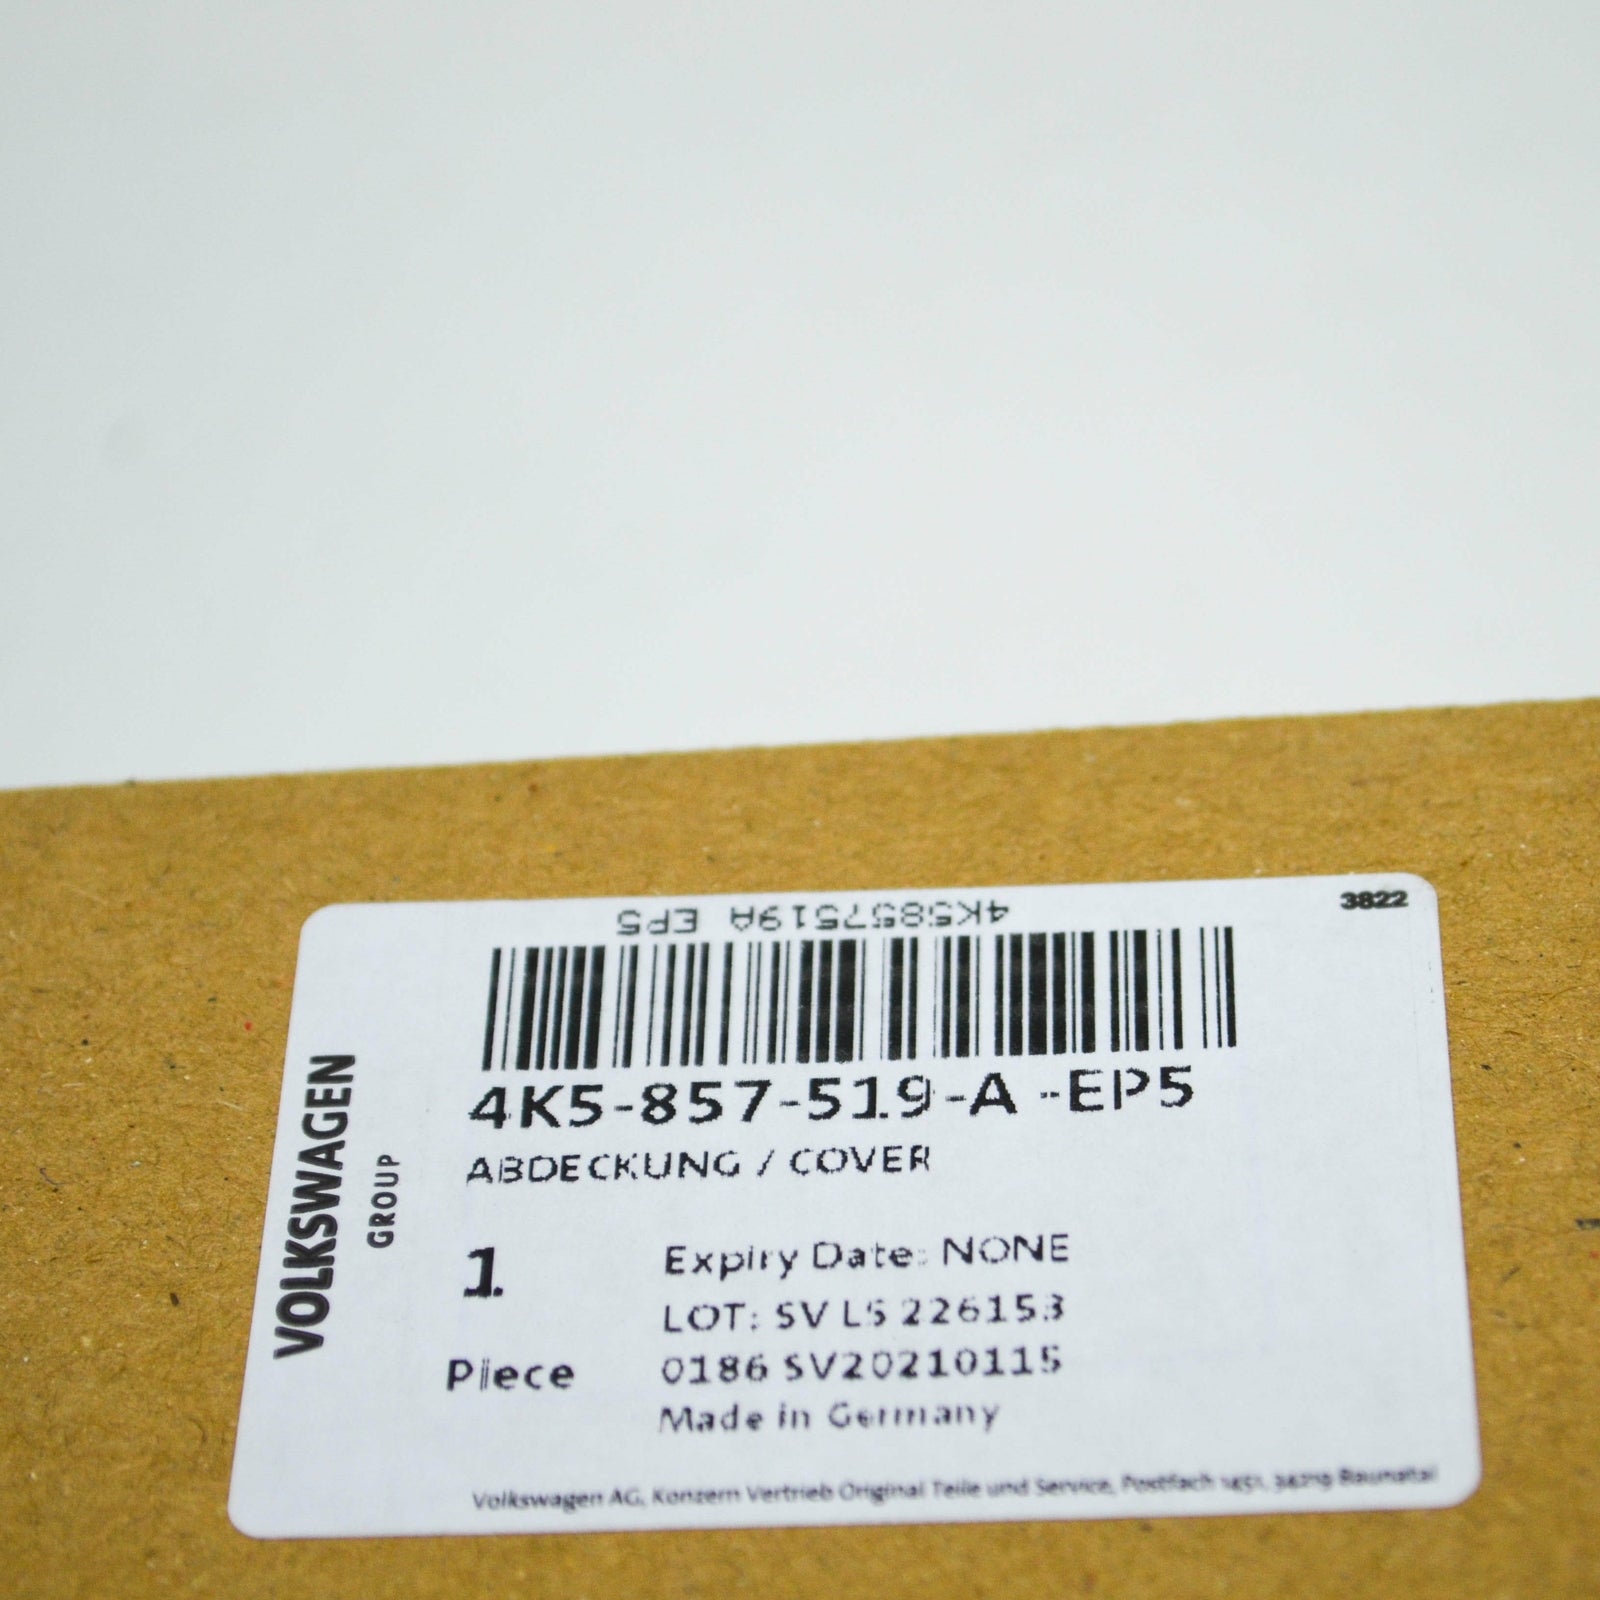 3822
4K5857519A EP5
4K5-857-519-A -EP5
ABDECKUNG / COVER
VOLKSWAGEN
GROUP
1
Piece
Expiry Date: NONE
LOT: SV LS 226153
0186 SV20210115
Made in Germany
Volkswagen AG, Konzern Vertrieb Original Teile und Service, Postfach 1451, 34219 Baunatal